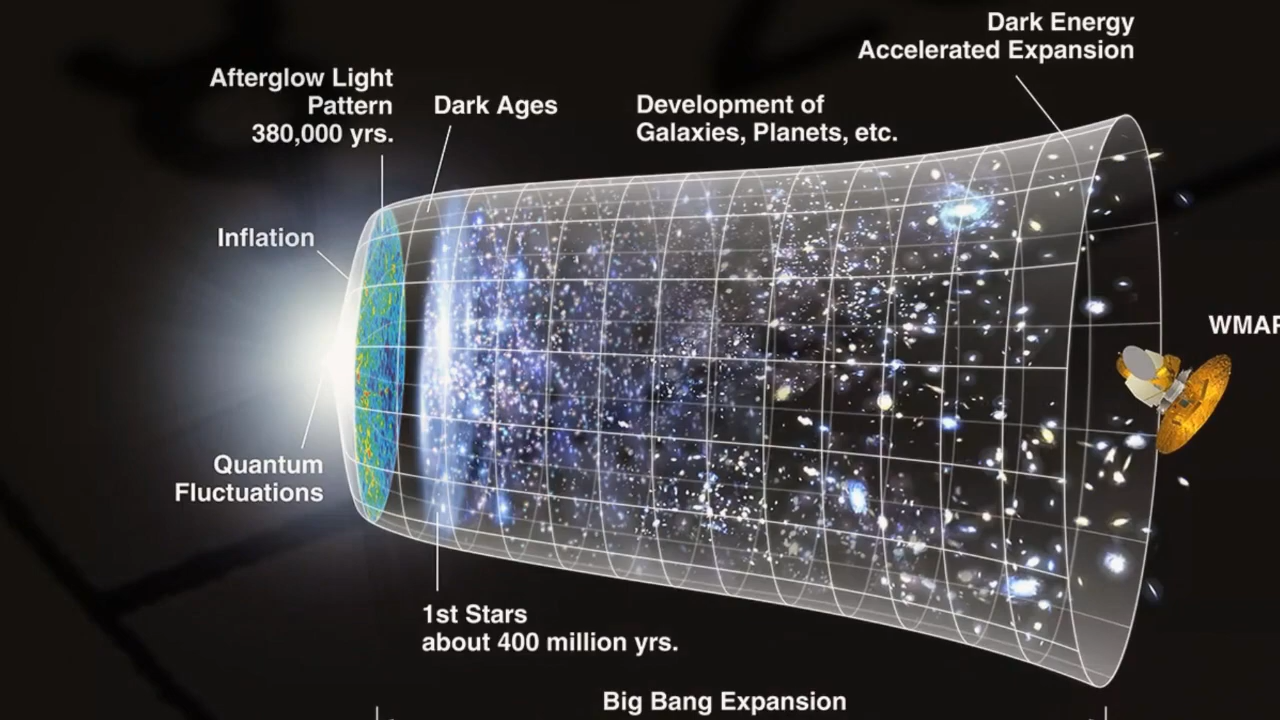 Dark Energy
Accelerated Expansion
Afterglow Light
Pattern
380,000 yrs.
Dark Ages
Development of
Galaxies, Planets, etc.
Inflation
WMAP
Quantum
Fluctuations
1st Stars
about 400 million yrs.
Big Bang Expansion